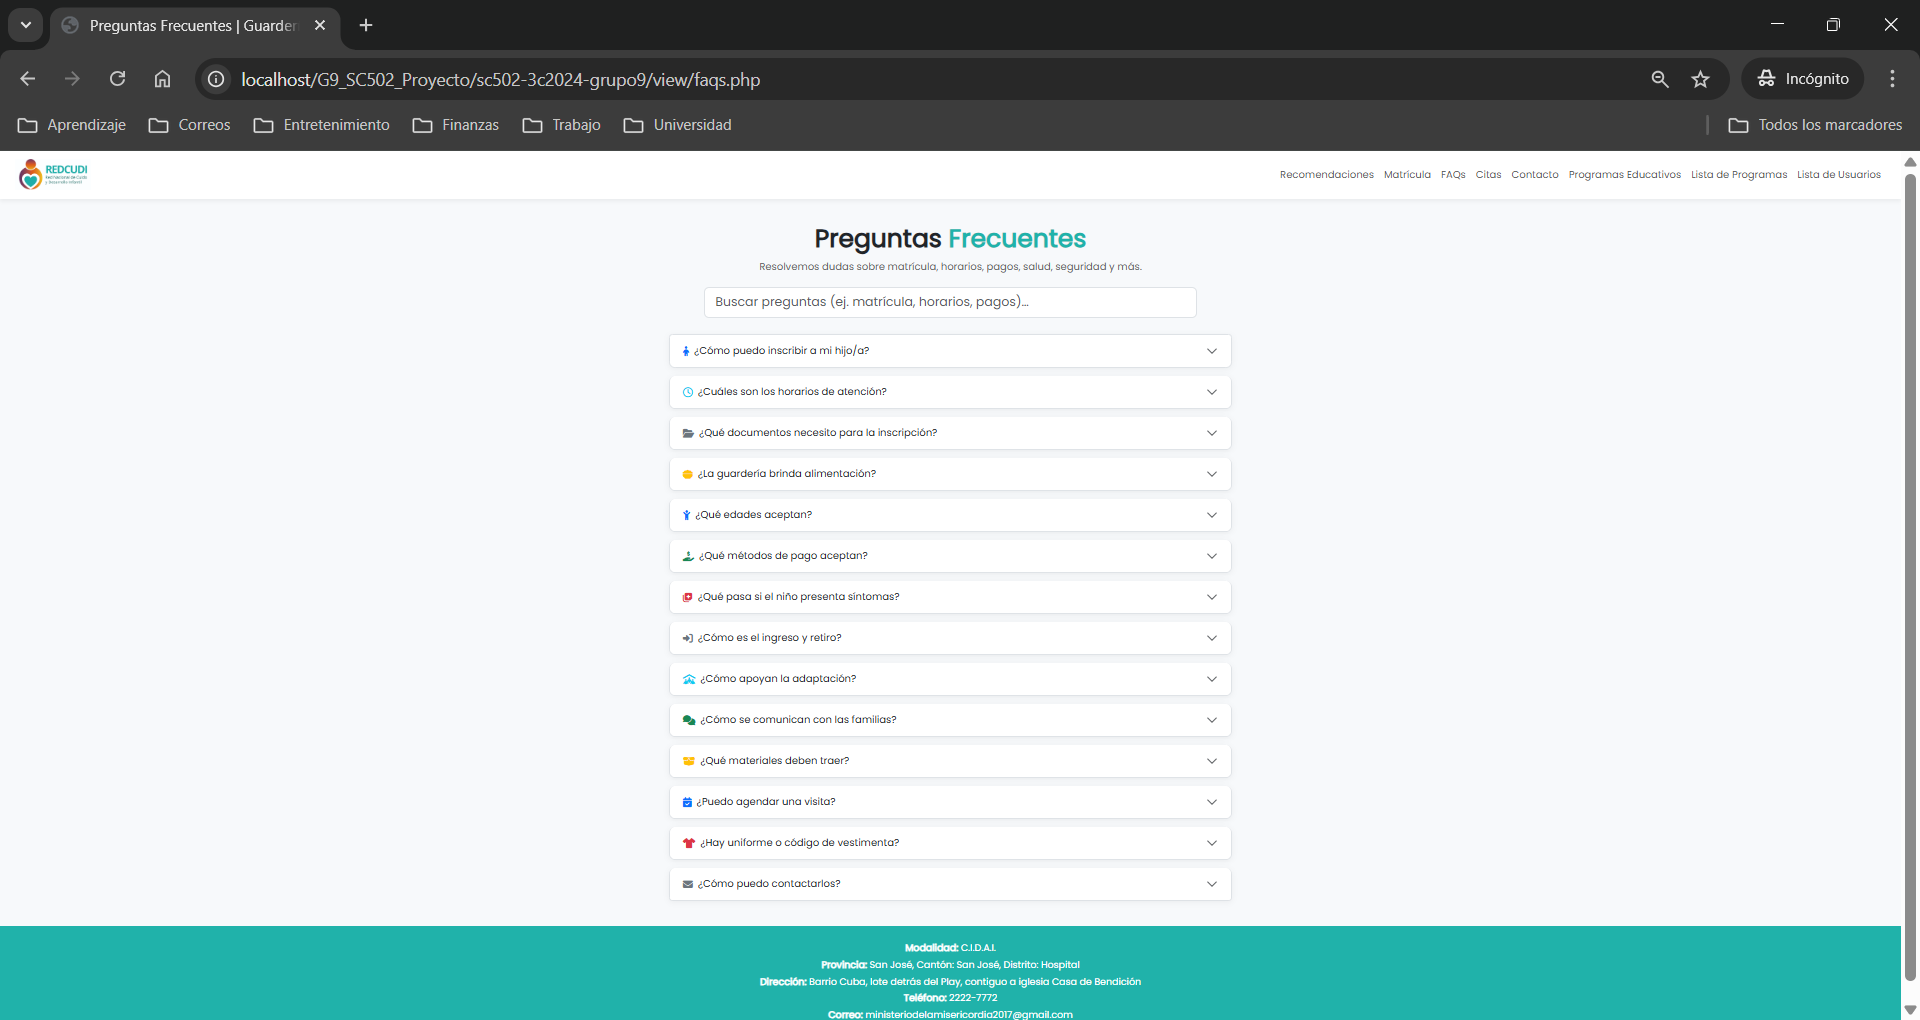 Preguntas Frecuentes | Guarder
localhost/G9_SC502_Proyecto/sc502-3c2024-grupo9/view/faqs.php
Incógnito
Aprendizaje
Correos
Entretenimiento
Finanzas
Trabajo
Universidad
Todos los marcadores
REDCUDI
Red Nacional de Cuido
y Desarrollo Infantil
Recomendaciones
Matrícula
FAQs
Citas
Contacto
Programas Educativos
Lista de Programas
Lista de Usuarios
Preguntas Frecuentes
Resolvemos dudas sobre matrícula, horarios, pagos, salud, seguridad y más.
Buscar preguntas (ej. matrícula, horarios, pagos)...
¿Cómo puedo inscribir a mi hijo/a?
¿Cuáles son los horarios de atención?
¿Qué documentos necesito para la inscripción?
¿La guardería brinda alimentación?
¿Qué edades aceptan?
¿Qué métodos de pago aceptan?
¿Qué pasa si el niño presenta síntomas?
¿Cómo es el ingreso y retiro?
¿Cómo apoyan la adaptación?
¿Cómo se comunican con las familias?
¿Qué materiales deben traer?
¿Puedo agendar una visita?
¿Hay uniforme o código de vestimenta?
¿Cómo puedo contactarlos?
Modalidad: C.I.D.A.I.
Provincia: San José, Cantón: San José, Distrito: Hospital
Dirección: Barrio Cuba, lote detrás del Play, contiguo a iglesia Casa de Bendición
Teléfono: 2222-7772
Correo: ministeriodelamisericordia2017@gmail.com